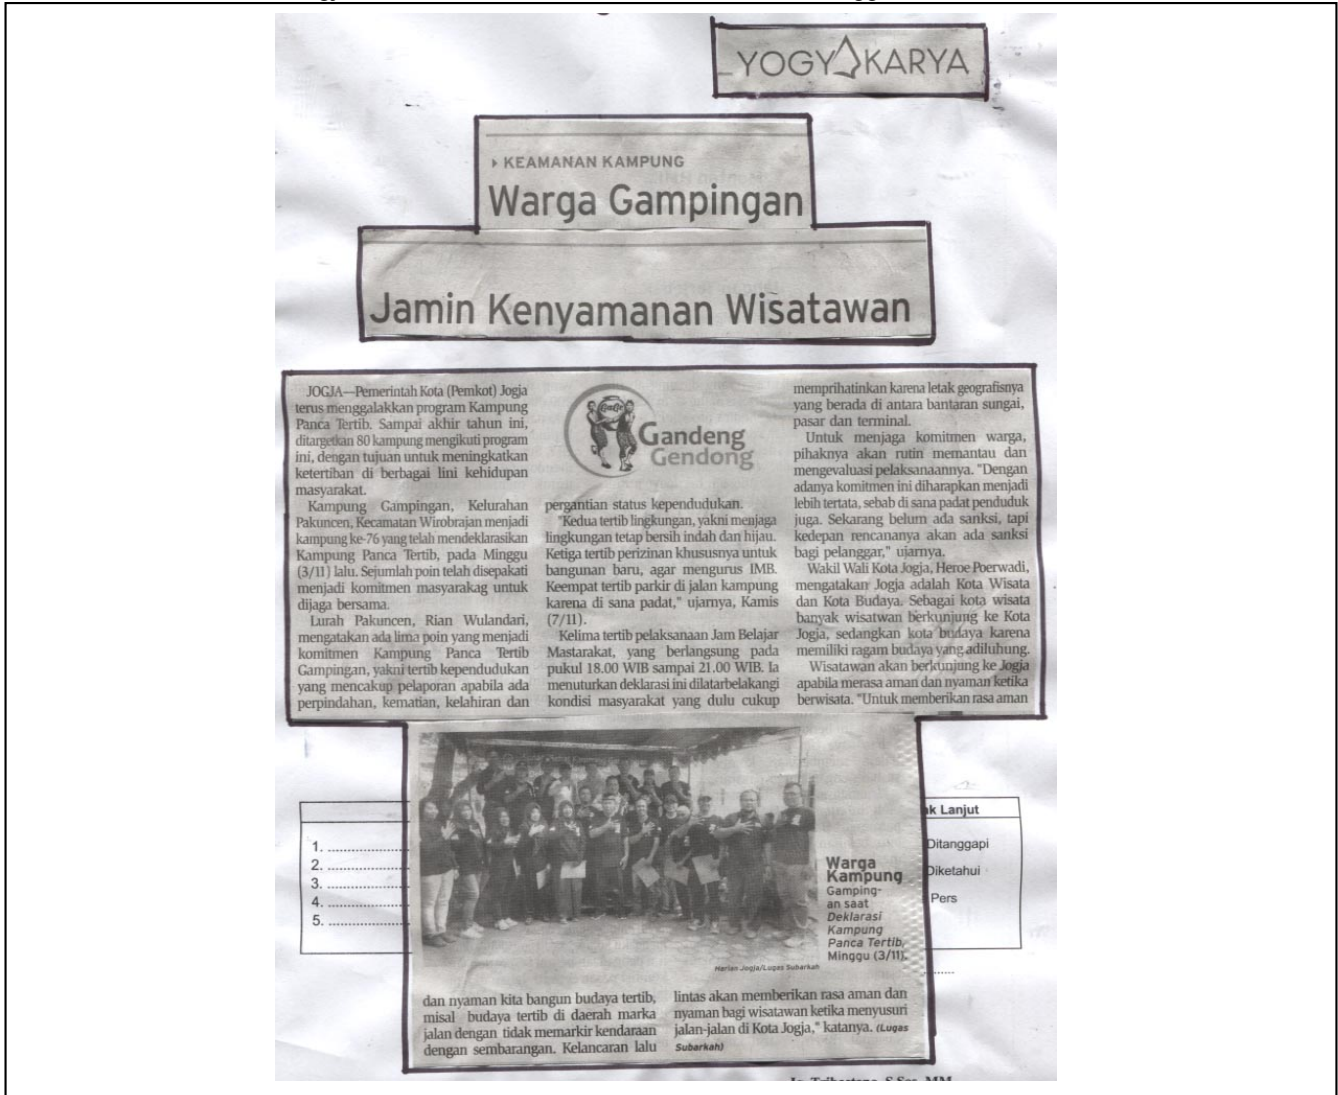 YOGYAKARYA
KEAMANAN KAMPUNG
Warga Gampingan
Jamin Kenyamanan Wisatawan
JOGJA—Pemerintah Kota (Pemkot) Jogja
terus menggalakkan program Kampung
Panca Tertib. Sampai akhir tahun ini,
ditargetkan 80 kampung mengikuti program
ini, dengan tujuan untuk meningkatkan
ketertiban di berbagai lini kehidupan
masyarakat.
Kampung Gampingan, Kelurahan
Pakuncen, Kecamatan Wirobrajan menjadi
kampung ke-76 yang telah mendeklarasikan
Kampung Panca Tertib, pada Minggu
(3/11) lalu. Sejumlah poin telah disepakati
menjadi komitmen masyarakag untuk
dijaga bersama.
Lurah Pakuncen, Rian Wulandari,
mengatakan ada lima poin yang menjadi
komitmen Kampung Panca Tertib
Gampingan, yakni tertib kependudukan
yang mencakup pelaporan apabila ada
perpindahan, kematian, kelahiran dan
GaGe
Gandeng
Gendong
pergantian status kependudukan.
"Kedua tertib lingkungan, yakni menjaga
lingkungan tetap bersih indah dan hijau.
Ketiga tertib perizinan khususnya untuk
bangunan baru, agar mengurus IMB.
Keempat tertib parkir di jalan kampung
karena di sana padat," ujarnya, Kamis
(7/11).
Kelima tertib pelaksanaan Jam Belajar
Mastarakat, yang berlangsung pada
pukul 18.00 WIB sampai 21.00 WIB. Ia
menuturkan deklarasi ini dilatarbelakangi
kondisi masyarakat yang dulu cukup
memprihatinkan karena letak geografisnya
yang berada di antara bantaran sungai,
pasar dan terminal.
Untuk menjaga komitmen warga,
pihaknya akan rutin memantau dan
mengevaluasi pelaksanaannya. "Dengan
adanya komitmen ini diharapkan menjadi
lebih tertata, sebab di sana padat penduduk
juga. Sekarang belum ada sanksi, tapi
kedepan rencananya akan ada sanksi
bagi pelanggar," ujarnya.
Wakil Wali Kota Jogja, Heroe Poerwadi,
mengatakan Jogja adalah Kota Wisata
dan Kota Budaya. Sebagai kota wisata
banyak wisatwan berkunjung ke Kota
Jogja, sedangkan kota budaya karena
memiliki ragam budaya yang adiluhung.
Wisatawan akan berkunjung ke Jogja
apabila merasa aman dan nyaman ketika
berwisata. "Untuk memberikan rasa aman
1.
2.
3.
4.
5.
k Lanjut
Ditanggapi
Diketahui
Pers
Warga
Kampung
Gamping-
an saat
Deklarasi
Kampung
Panca Tertib,
Minggu (3/11).
Harian Jogja/Lugas Subarkah
dan nyaman kita bangun budaya tertib,
misal budaya tertib di daerah marka
jalan dengan tidak memarkir kendaraan
dengan sembarangan. Kelancaran lalu
lintas akan memberikan rasa aman dan
nyaman bagi wisatawan ketika menyusuri
jalan-jalan di Kota Jogja," katanya. (Lugas
Subarkah)